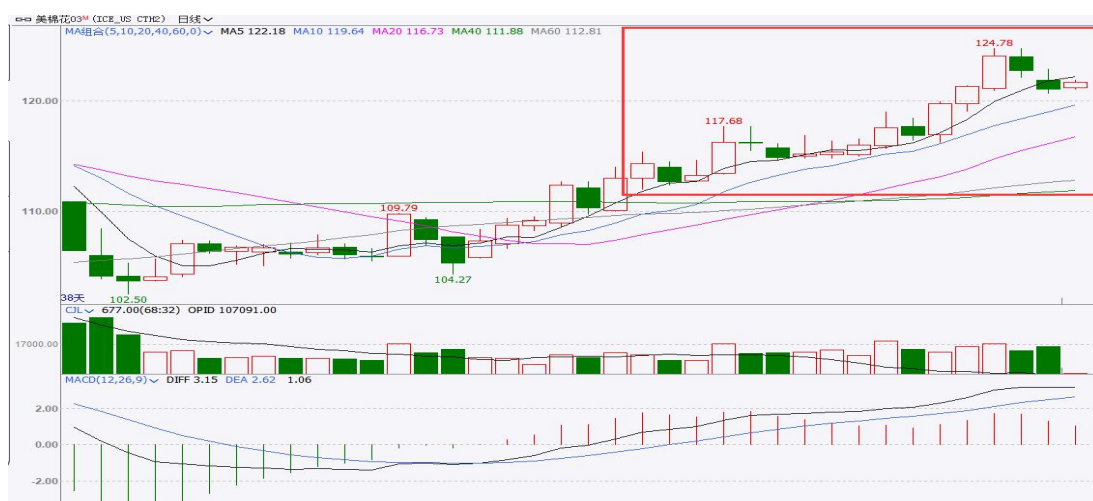 美棉花03M (ICE_US CTH2) 日线
MA组合(5,10,20,40,60,0) MA5 122.18 MA10 119.64 MA20 116.73 MA40 111.88 MA60 112.81
124.78
120.00
117.68
110.00
109.79
104.27
102.50
38天
CJL 677.00(68:32) OPID 107091.00
17000.00
MACD(12,26,9) DIFF 3.15 DEA 2.62 1.06
2.00
0.00
-2.00